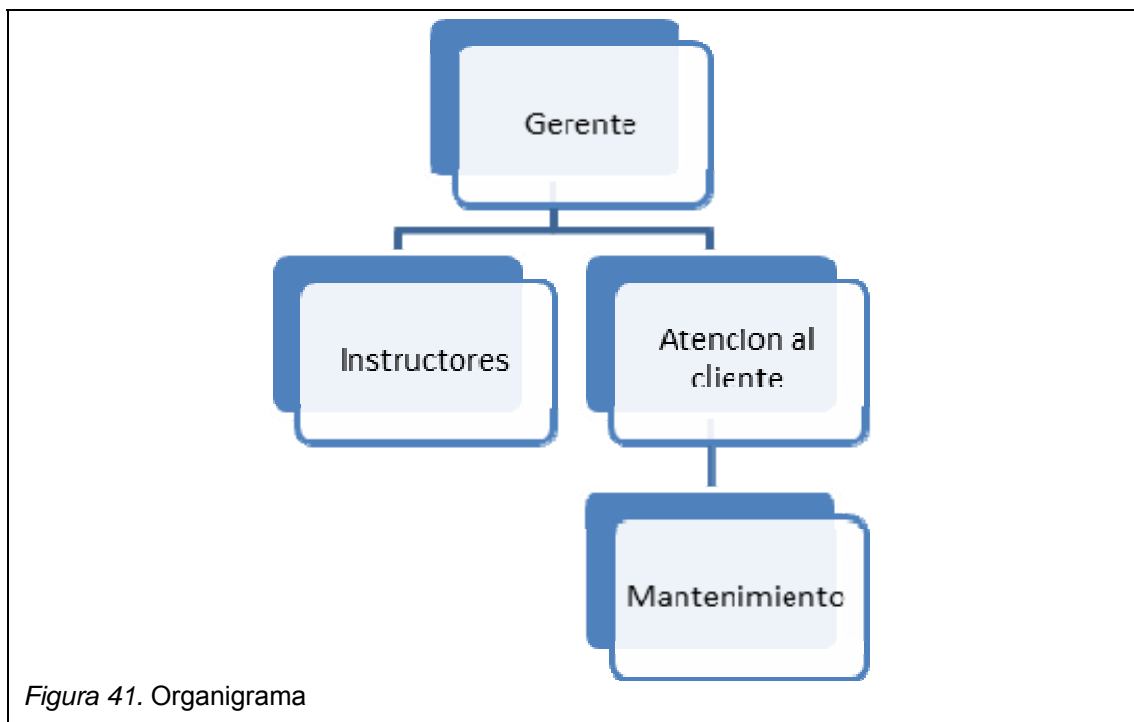 Gerente
Instructores
Atencion al
cliente
Mantenimiento
Figura 41. Organigrama